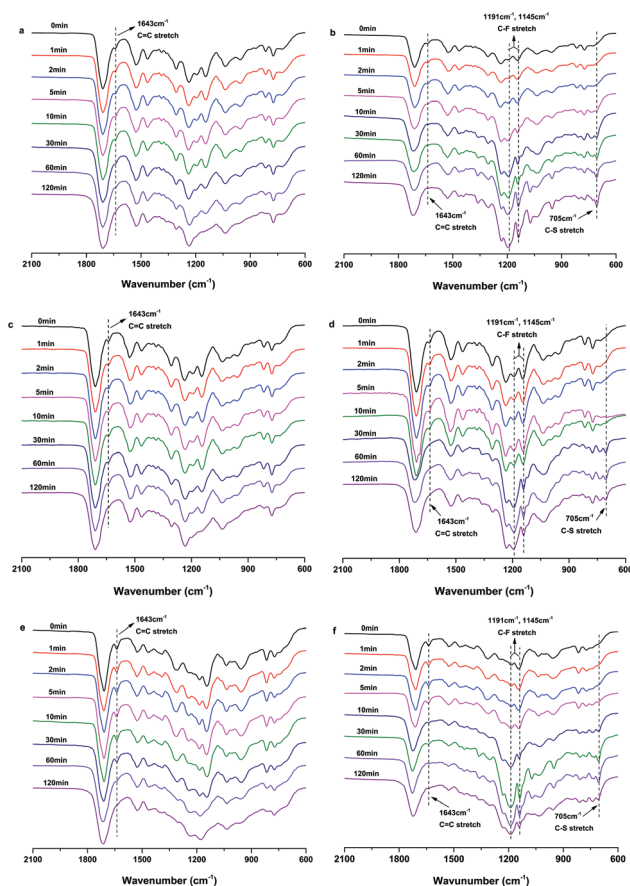 a
1643cm-1
C=C stretch
0min
1min
2min
5min
10min
30min
60min
120min
2100 1800 1500 1200 900 600
Wavenumber (cm-1)
b
1191cm-1, 1145cm-1
C-F stretch
0min
1min
2min
5min
10min
30min
60min
120min
1643cm-1
C=C stretch
705cm-1
C-S stretch
2100 1800 1500 1200 900 600
Wavenumber (cm-1)
c
1643cm-1
C=C stretch
0min
1min
2min
5min
10min
30min
60min
120min
2100 1800 1500 1200 900 600
Wavenumber (cm-1)
d
1191cm-1, 1145cm-1
C-F stretch
0min
1min
2min
5min
10min
30min
60min
120min
1643cm-1
C=C stretch
705cm-1
C-S stretch
2100 1800 1500 1200 900 600
Wavenumber (cm-1)
e
1643cm-1
C=C stretch
0min
1min
2min
5min
10min
30min
60min
120min
2100 1800 1500 1200 900 600
Wavenumber (cm-1)
f
1191cm-1, 1145cm-1
C-F stretch
0min
1min
2min
5min
10min
30min
60min
120min
1643cm-1
C=C stretch
705cm-1
C-S stretch
2100 1800 1500 1200 900 600
Wavenumber (cm-1)